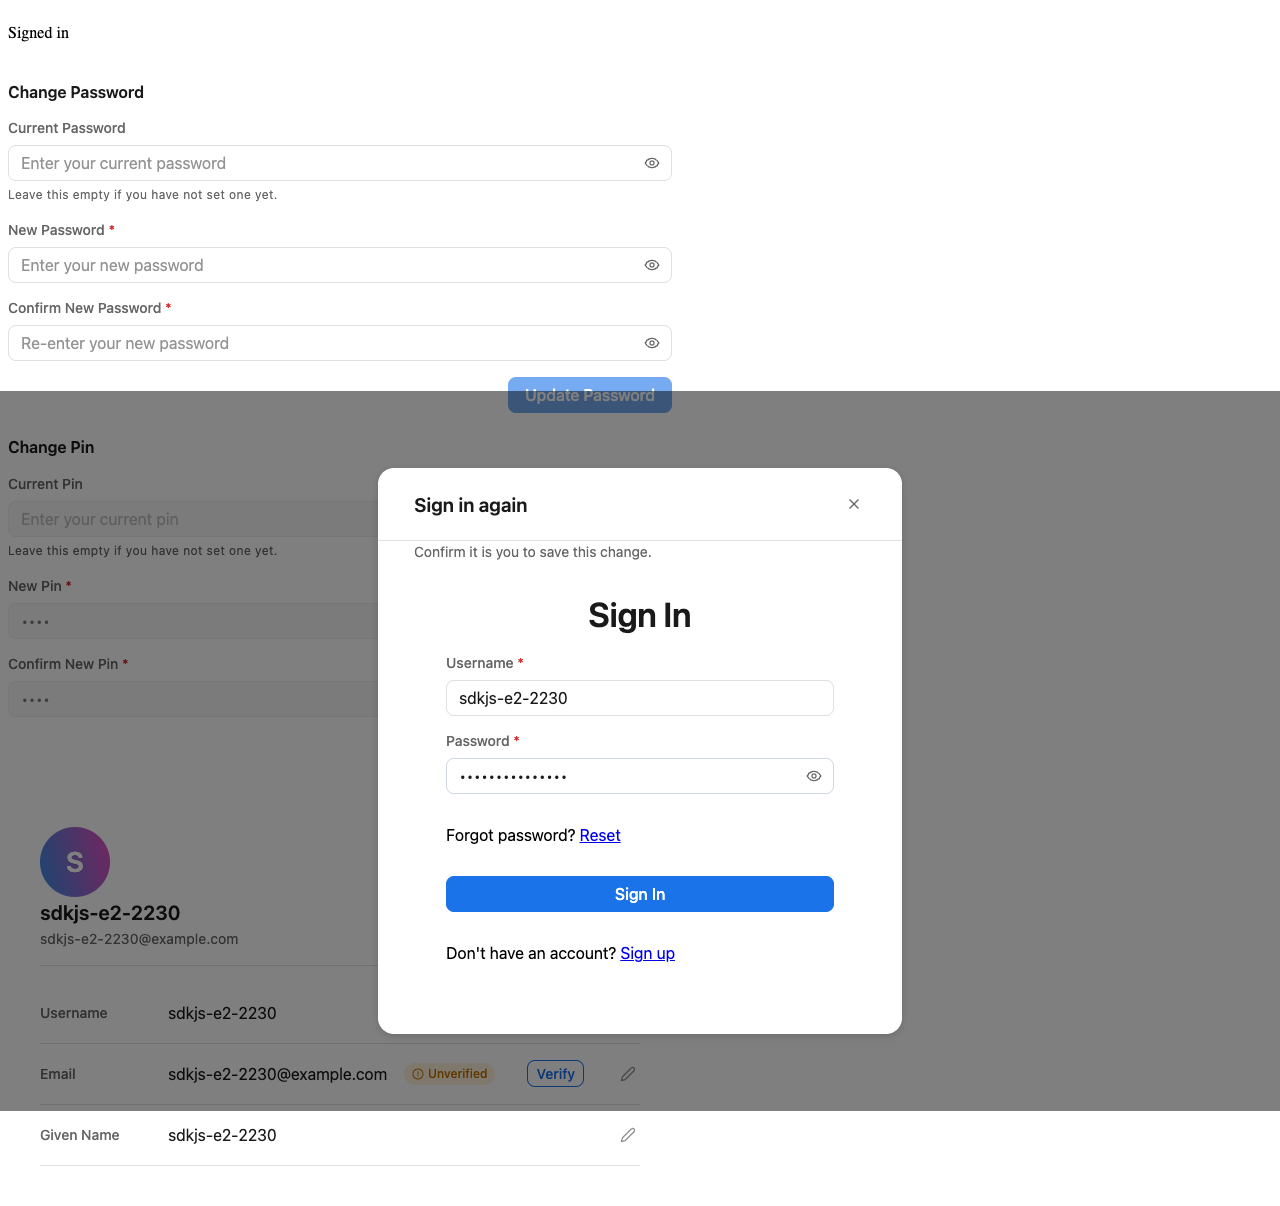 Signed in
Change Password
Current Password
Enter your current password
Leave this empty if you have not set one yet.
New Password *
Enter your new password
Confirm New Password *
Re-enter your new password
Update Password
Change Pin
Current Pin
Enter your current pin
Leave this empty if you have not set one yet.
New Pin *
••••
Confirm New Pin *
••••
Sign in again
Confirm it is you to save this change.
Sign In
Username *
sdkjs-e2-2230
Password *
•••••••••••••••
Forgot password? Reset
Sign In
Don't have an account? Sign up
S
sdkjs-e2-2230
sdkjs-e2-2230@example.com
Username sdkjs-e2-2230
Email sdkjs-e2-2230@example.com Unverified Verify
Given Name sdkjs-e2-2230